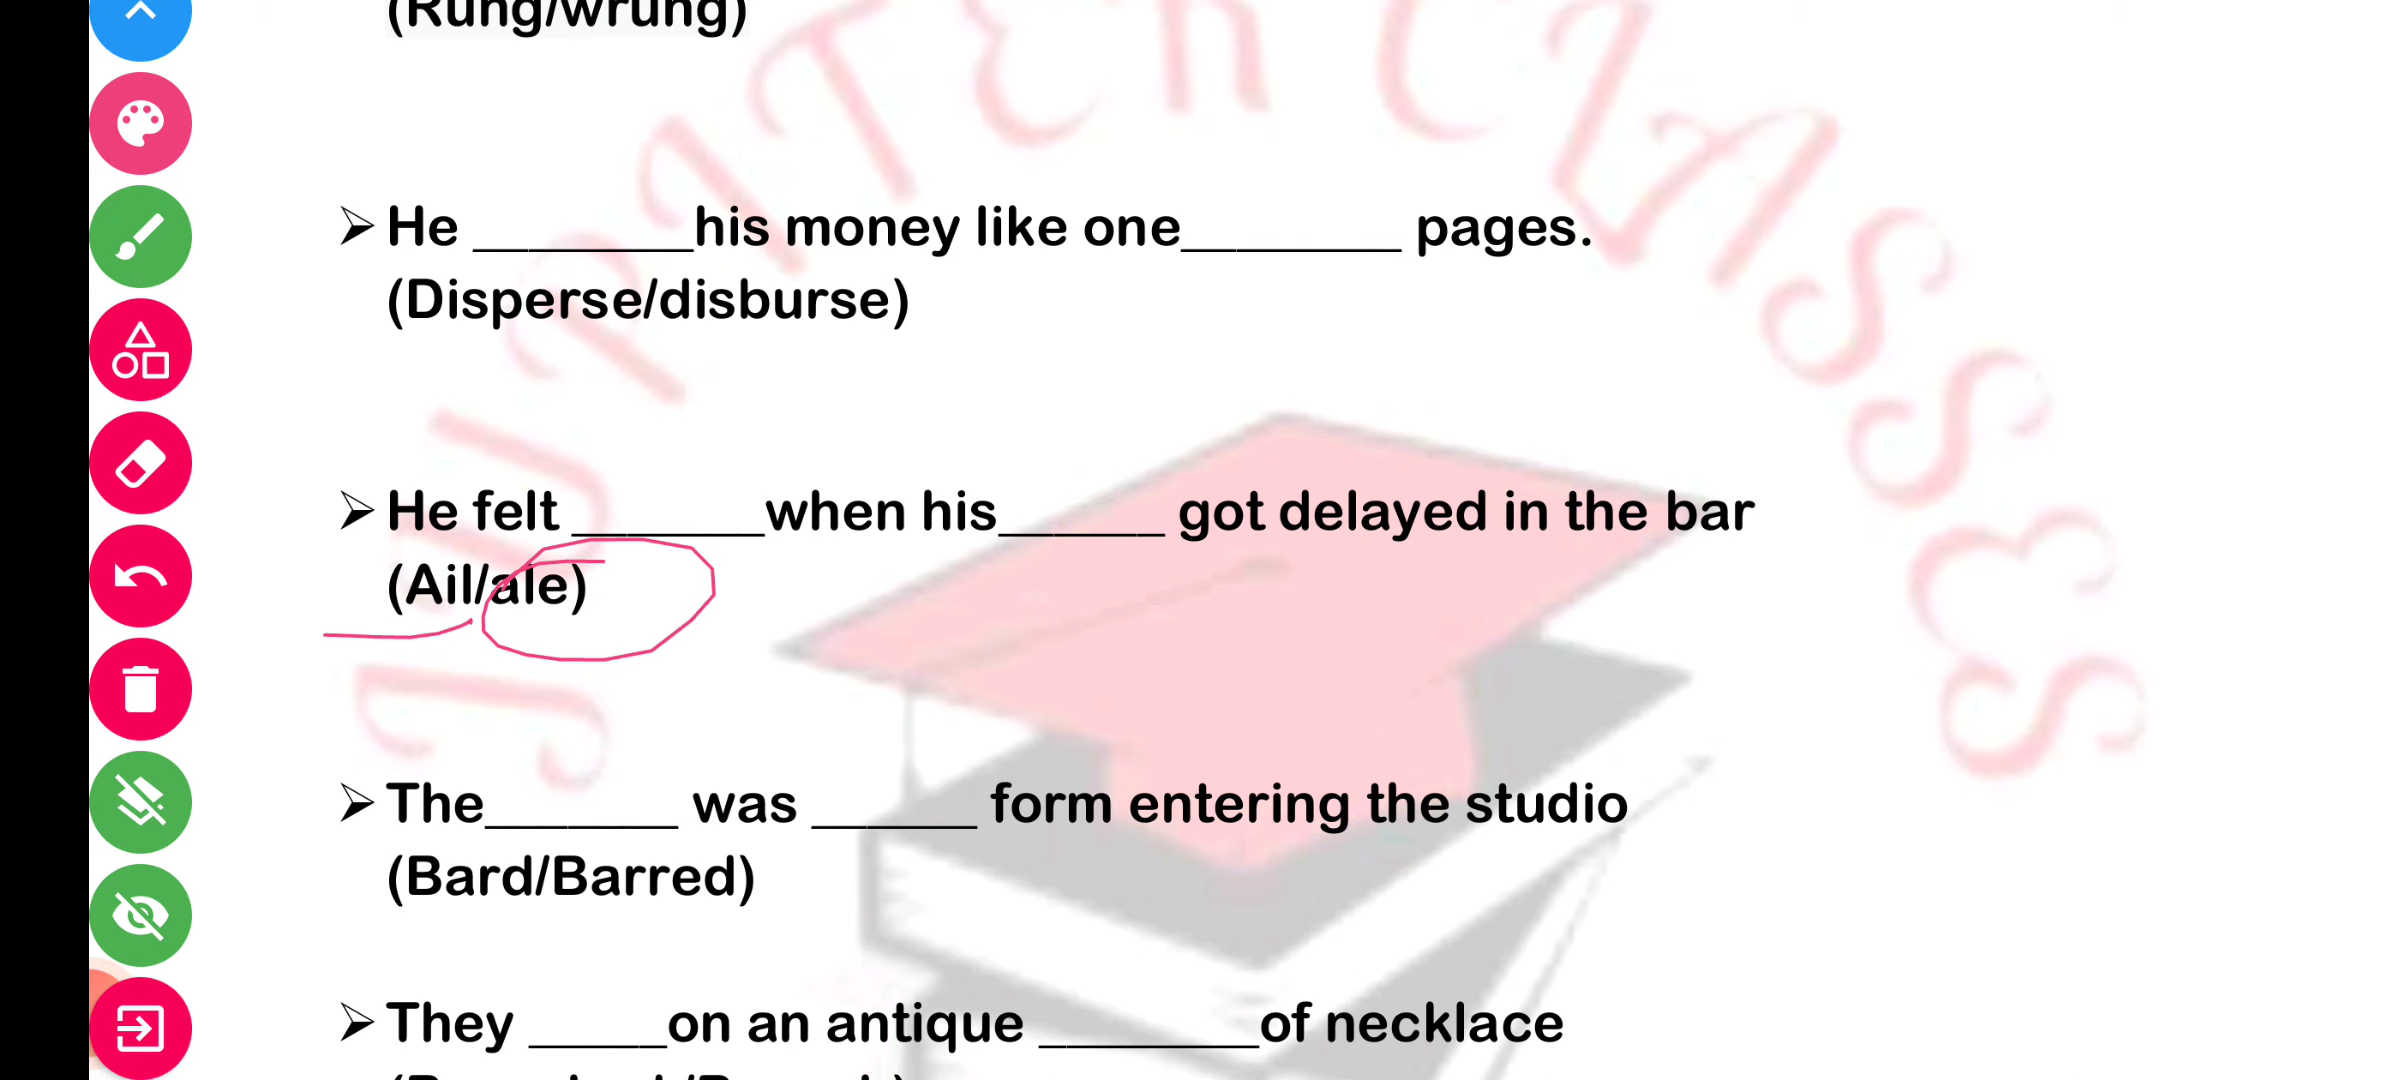 (Rung/wrung)
➢ He ________his money like one________ pages.
(Disperse/disburse)
➢ He felt _______when his______ got delayed in the bar
(Ail/ale)
➢ The_______ was ______ form entering the studio
(Bard/Barred)
➢ They _____on an antique ________of necklace